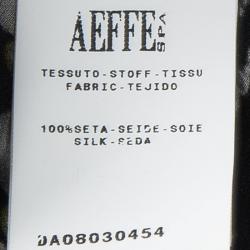 AEFFE SPA
TESSUTO-STOFF-TISSU
FABRIC-TEJIDO
100%SETA-SEIDE-SOIE
SILK-SEDA
DA08030454